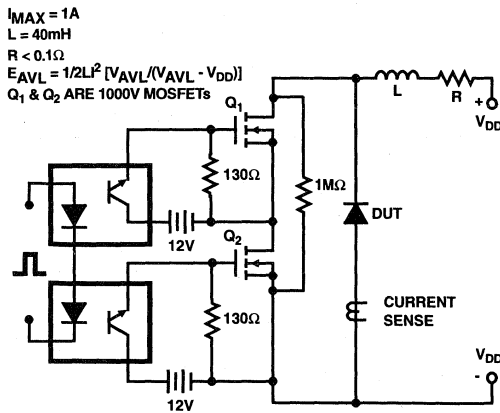 IMAX = 1A
L = 40mH
R < 0.1Ω
EAVL = 1/2LI² [VAVL/(VAVL - VDD)]
Q1 & Q2 ARE 1000V MOSFETs
Q1
L
R
+
VDD
130Ω
1MΩ
DUT
12V
Q2
CURRENT
SENSE
130Ω
VDD
-
12V